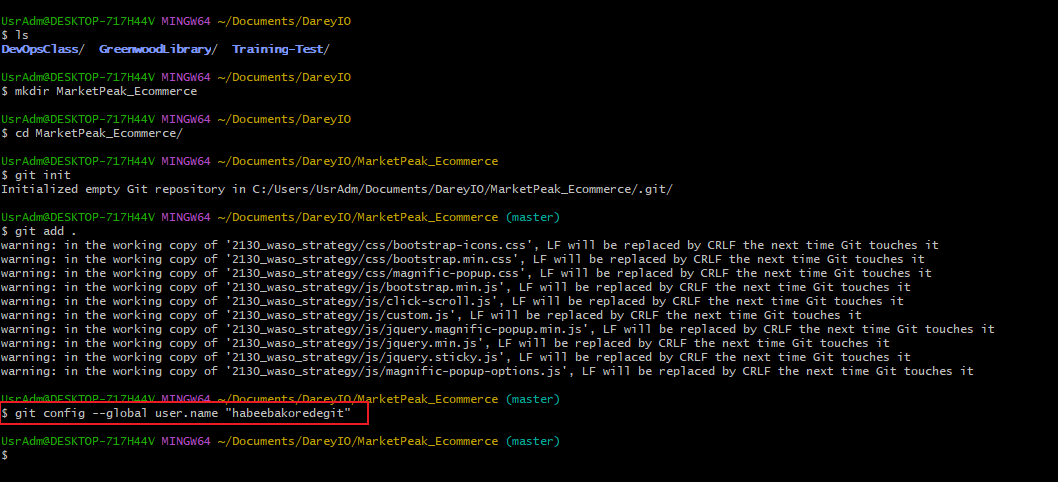 UsrAdm@DESKTOP-717H44V MINGW64 ~/Documents/DareyIO
$ ls
DevOpsClass/  GreenwoodLibrary/  Training-Test/
UsrAdm@DESKTOP-717H44V MINGW64 ~/Documents/DareyIO
$ mkdir MarketPeak_Ecommerce
UsrAdm@DESKTOP-717H44V MINGW64 ~/Documents/DareyIO
$ cd MarketPeak_Ecommerce/
UsrAdm@DESKTOP-717H44V MINGW64 ~/Documents/DareyIO/MarketPeak_Ecommerce
$ git init
Initialized empty Git repository in C:/Users/UsrAdm/Documents/DareyIO/MarketPeak_Ecommerce/.git/
UsrAdm@DESKTOP-717H44V MINGW64 ~/Documents/DareyIO/MarketPeak_Ecommerce (master)
$ git add .
warning: in the working copy of '2130_waso_strategy/css/bootstrap-icons.css', LF will be replaced by CRLF the next time Git touches it
warning: in the working copy of '2130_waso_strategy/css/bootstrap.min.css', LF will be replaced by CRLF the next time Git touches it
warning: in the working copy of '2130_waso_strategy/css/magnific-popup.css', LF will be replaced by CRLF the next time Git touches it
warning: in the working copy of '2130_waso_strategy/js/bootstrap.min.js', LF will be replaced by CRLF the next time Git touches it
warning: in the working copy of '2130_waso_strategy/js/click-scroll.js', LF will be replaced by CRLF the next time Git touches it
warning: in the working copy of '2130_waso_strategy/js/custom.js', LF will be replaced by CRLF the next time Git touches it
warning: in the working copy of '2130_waso_strategy/js/jquery.magnific-popup.min.js', LF will be replaced by CRLF the next time Git touches it
warning: in the working copy of '2130_waso_strategy/js/jquery.min.js', LF will be replaced by CRLF the next time Git touches it
warning: in the working copy of '2130_waso_strategy/js/jquery.sticky.js', LF will be replaced by CRLF the next time Git touches it
warning: in the working copy of '2130_waso_strategy/js/magnific-popup-options.js', LF will be replaced by CRLF the next time Git touches it
UsrAdm@DESKTOP-717H44V MINGW64 ~/Documents/DareyIO/MarketPeak_Ecommerce (master)
$ git config --global user.name "habeebakoredegit"
UsrAdm@DESKTOP-717H44V MINGW64 ~/Documents/DareyIO/MarketPeak_Ecommerce (master)
$